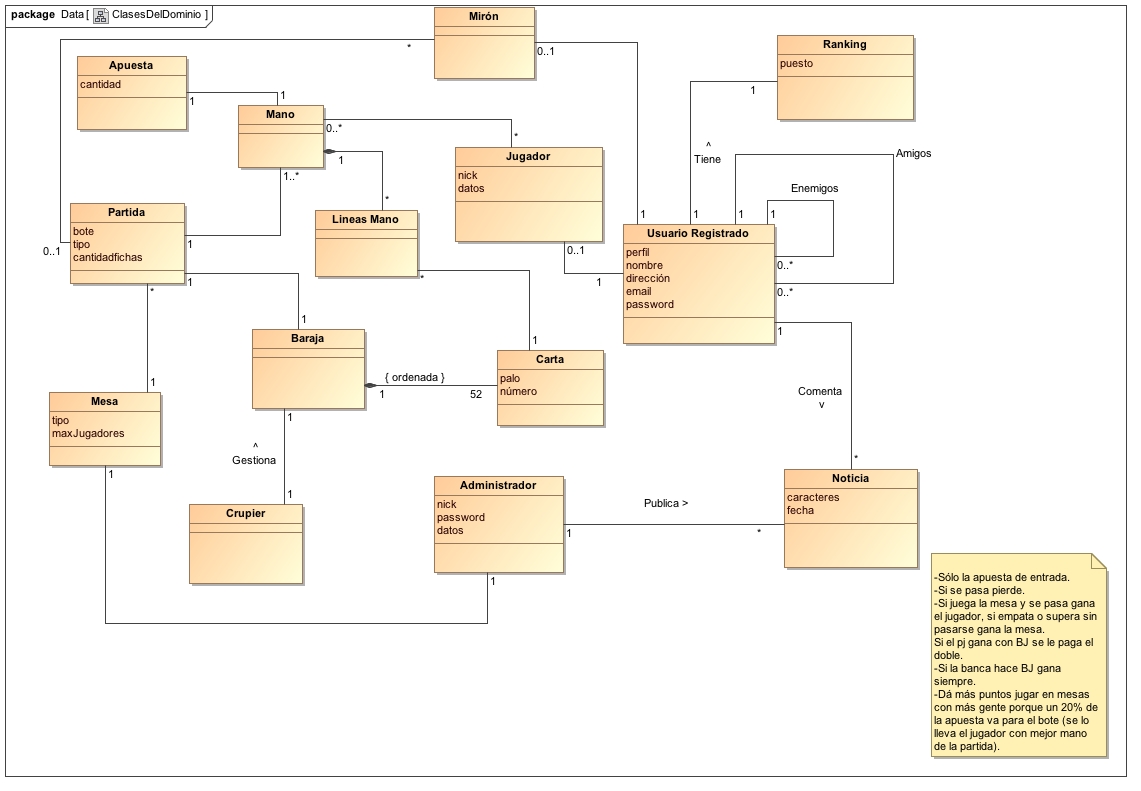 package Data [ ClasesDelDominio ]
Mirón
*
0..1
Ranking
puesto
1
Apuesta
cantidad
1
1
Mano
0..*
*
1
1..*
Jugador
nick
datos
0..1
1
^
Tiene
Amigos
Enemigos
1
1
1
1
Partida
bote
tipo
cantidadfichas
0..1
1
1
*
*
Lineas Mano
*
Usuario Registrado
perfil
nombre
dirección
email
password
0..*
0..*
1
1
Baraja
{ ordenada }
1
52
1
1
Carta
palo
número
Comenta
v
*
1
Mesa
tipo
maxJugadores
1
^
Gestiona
1
Crupier
Administrador
nick
password
datos
1
1
Publica >
*
Noticia
caracteres
fecha
-Sólo la apuesta de entrada.
-Si se pasa pierde.
-Si juega la mesa y se pasa gana
el jugador, si empata o supera sin
pasarse gana la mesa.
Si el pj gana con BJ se le paga el
doble.
-Si la banca hace BJ gana
siempre.
-Dá más puntos jugar en mesas
con más gente porque un 20% de
la apuesta va para el bote (se lo
lleva el jugador con mejor mano
de la partida).